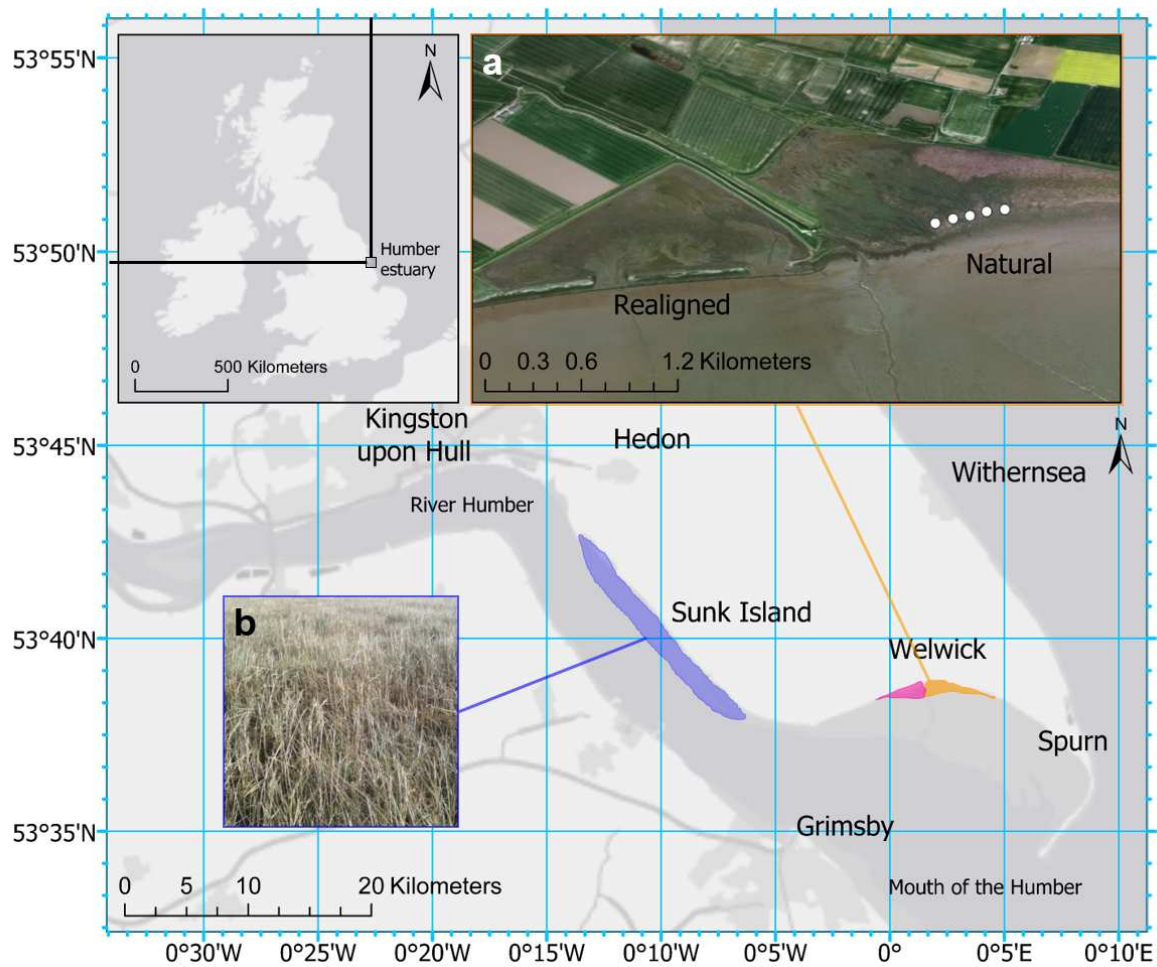 53°55'N
53°50'N
53°45'N
53°40'N
53°35'N
N
Humber
estuary
0
500 Kilometers
a
Realigned
Natural
0 0.3 0.6 1.2 Kilometers
Kingston
upon Hull
Hedon
N
Withernsea
River Humber
b
Sunk Island
Welwick
Spurn
Grimsby
Mouth of the Humber
0 5 10 20 Kilometers
0°30'W 0°25'W 0°20'W 0°15'W 0°10'W 0°5'W 0° 0°5'E 0°10'E